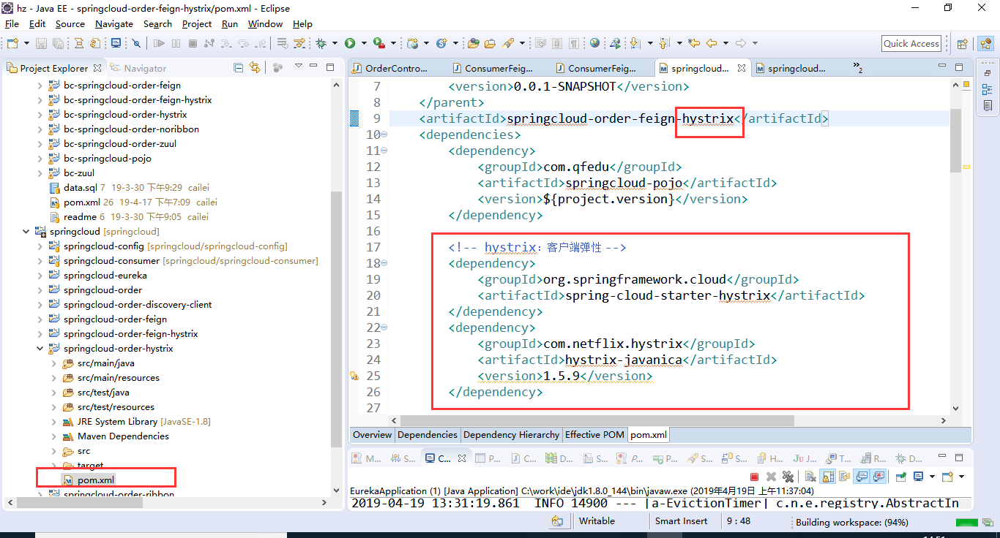 hz - Java EE - springcloud-order-feign-hystrix/pom.xml - Eclipse
File Edit Source Navigate Search Project Run Window Help
Quick Access
Project Explorer Navigator
bc-springcloud-order-feign
bc-springcloud-order-feign-hystrix
bc-springcloud-order-hystrix
bc-springcloud-order-noribbon
bc-springcloud-order-zuul
bc-springcloud-pojo
bc-zuul
data.sql 7 19-3-30 下午9:29 cailei
pom.xml 26 19-4-17 下午7:09 cailei
readme 6 19-3-30 下午9:05 cailei
springcloud [springcloud]
springcloud-config [springcloud/springcloud-config]
springcloud-consumer [springcloud/springcloud-consumer]
springcloud-eureka
springcloud-order
springcloud-order-discovery-client
springcloud-order-feign
springcloud-order-feign-hystrix
springcloud-order-hystrix
src/main/java
src/main/resources
src/test/java
src/test/resources
JRE System Library [JavaSE-1.8]
Maven Dependencies
src
target
pom.xml
springcloud-order-ribbon
OrderContro... ConsumerFeig... ConsumerFeig... springcloud... springcloud... »2
7 <version>0.0.1-SNAPSHOT</version>
8 </parent>
9 <artifactId>springcloud-order-feign-hystrix</artifactId>
10 <dependencies>
11 <dependency>
12 <groupId>com.qfedu</groupId>
13 <artifactId>springcloud-pojo</artifactId>
14 <version>${project.version}</version>
15 </dependency>
16
17 <!-- hystrix：客户端弹性 -->
18 <dependency>
19 <groupId>org.springframework.cloud</groupId>
20 <artifactId>spring-cloud-starter-hystrix</artifactId>
21 </dependency>
22 <dependency>
23 <groupId>com.netflix.hystrix</groupId>
24 <artifactId>hystrix-javanica</artifactId>
25 <version>1.5.9</version>
26 </dependency>
27
Overview Dependencies Dependency Hierarchy Effective POM pom.xml
M... S... C... P... C... D... S... P... P... S... S... H... J... T... R... D...
EurekaApplication (1) [Java Application] C:\work\ide\jdk1.8.0_144\bin\javaw.exe (2019年4月19日 上午11:37:04)
2019-04-19 13:31:19.861 INFO 14900 --- [a-EvictionTimer] c.n.e.registry.AbstractIn
Writable Smart Insert 9 : 48 Building workspace: (94%)